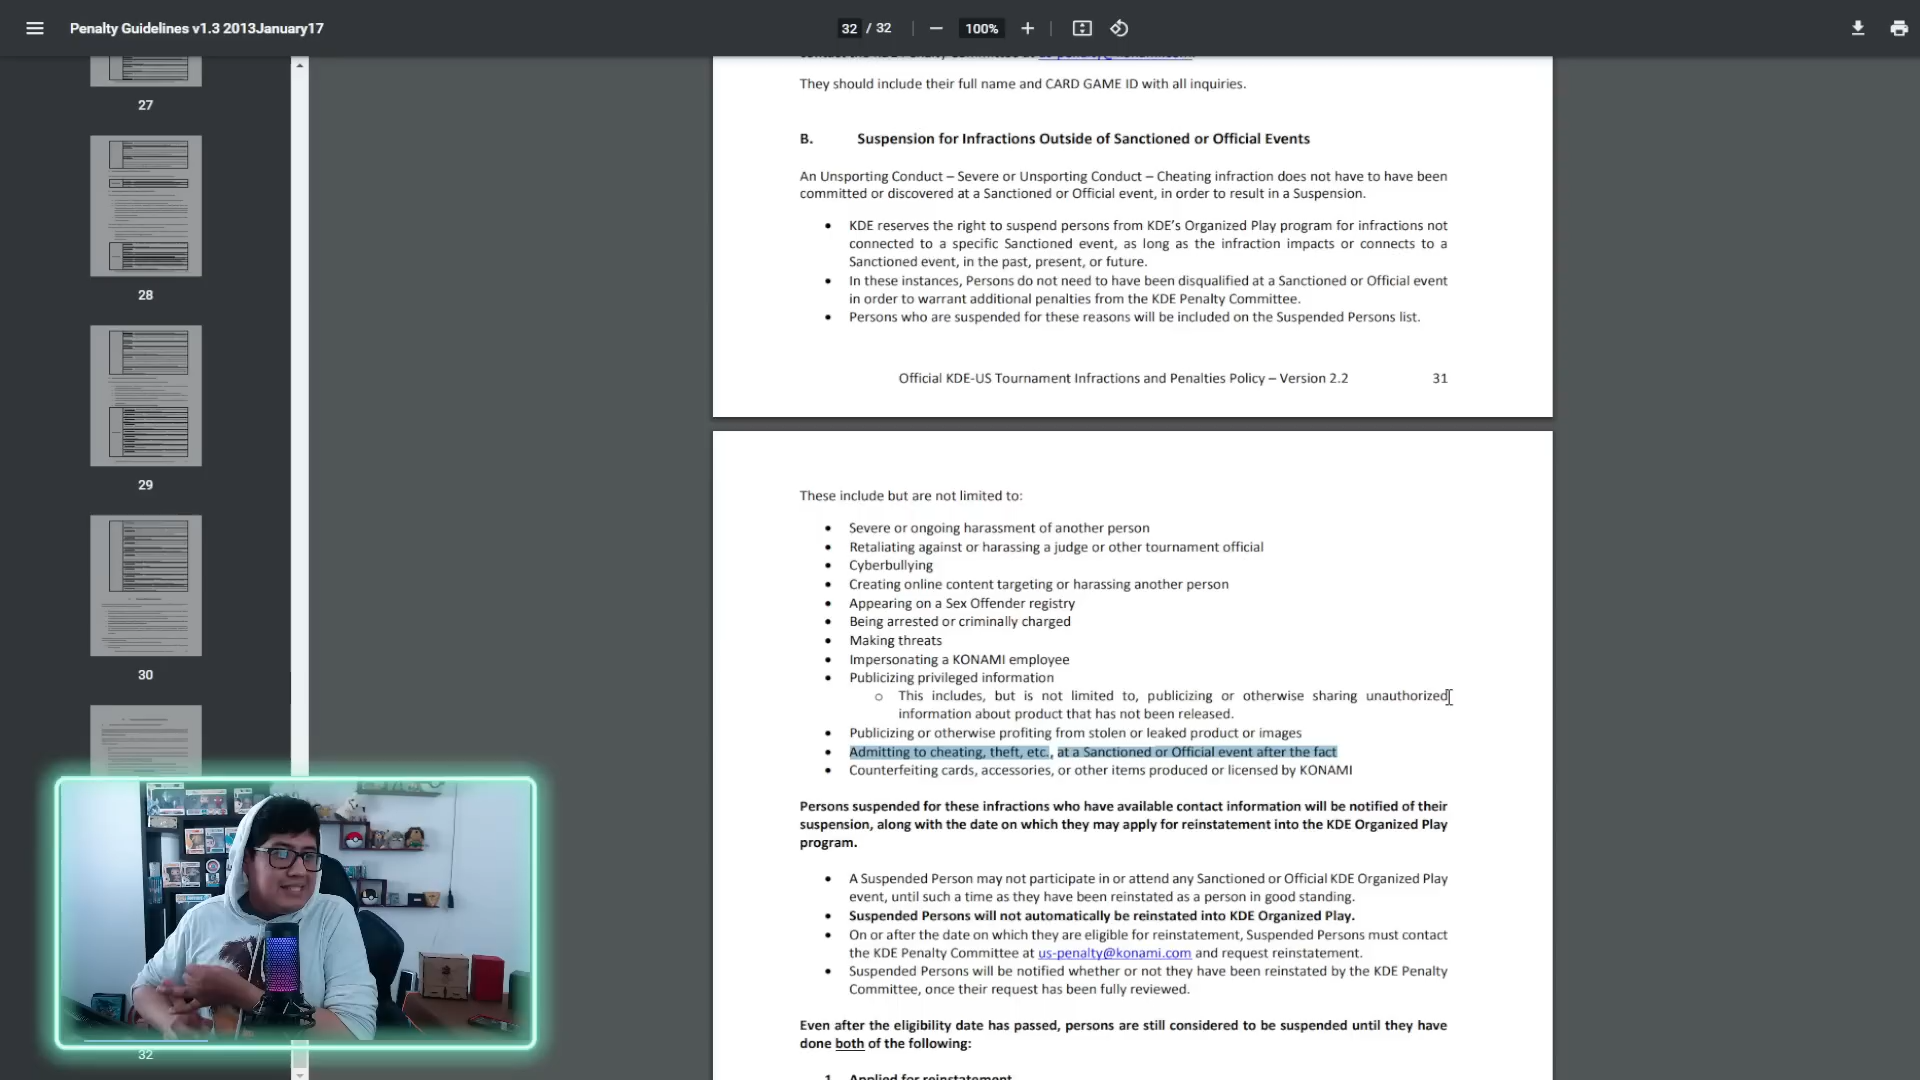 Penalty Guidelines v1.3 2013January17
32 / 32
100%
27
28
29
30
32
They should include their full name and CARD GAME ID with all inquiries.
B. Suspension for Infractions Outside of Sanctioned or Official Events
An Unsporting Conduct – Severe or Unsporting Conduct – Cheating infraction does not have to have been
committed or discovered at a Sanctioned or Official event, in order to result in a Suspension.
• KDE reserves the right to suspend persons from KDE's Organized Play program for infractions not
connected to a specific Sanctioned event, as long as the infraction impacts or connects to a
Sanctioned event, in the past, present, or future.
• In these instances, Persons do not need to have been disqualified at a Sanctioned or Official event
in order to warrant additional penalties from the KDE Penalty Committee.
• Persons who are suspended for these reasons will be included on the Suspended Persons list.
Official KDE-US Tournament Infractions and Penalties Policy – Version 2.2 31
These include but are not limited to:
• Severe or ongoing harassment of another person
• Retaliating against or harassing a judge or other tournament official
• Cyberbullying
• Creating online content targeting or harassing another person
• Appearing on a Sex Offender registry
• Being arrested or criminally charged
• Making threats
• Impersonating a KONAMI employee
• Publicizing privileged information
o This includes, but is not limited to, publicizing or otherwise sharing unauthorized
information about product that has not been released.
• Publicizing or otherwise profiting from stolen or leaked product or images
• Admitting to cheating, theft, etc., at a Sanctioned or Official event after the fact
• Counterfeiting cards, accessories, or other items produced or licensed by KONAMI
Persons suspended for these infractions who have available contact information will be notified of their
suspension, along with the date on which they may apply for reinstatement into the KDE Organized Play
program.
• A Suspended Person may not participate in or attend any Sanctioned or Official KDE Organized Play
event, until such a time as they have been reinstated as a person in good standing.
• Suspended Persons will not automatically be reinstated into KDE Organized Play.
• On or after the date on which they are eligible for reinstatement, Suspended Persons must contact
the KDE Penalty Committee at us-penalty@konami.com and request reinstatement.
• Suspended Persons will be notified whether or not they have been reinstated by the KDE Penalty
Committee, once their request has been fully reviewed.
Even after the eligibility date has passed, persons are still considered to be suspended until they have
done both of the following:
1. Applied for reinstatement